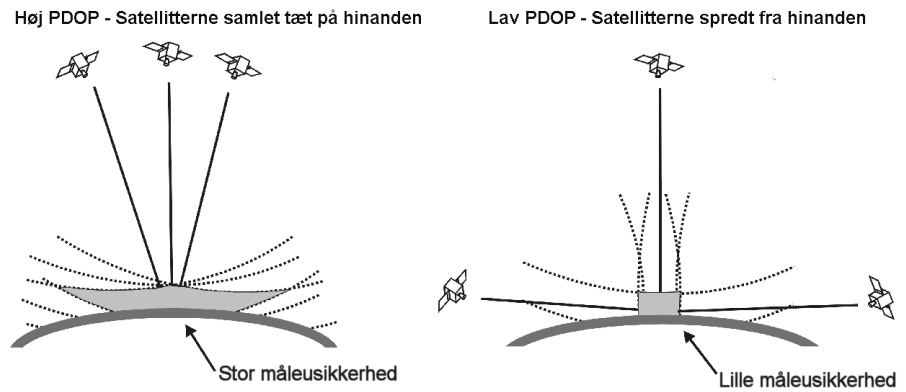 Høj PDOP - Satellitterne samlet tæt på hinanden
Lav PDOP - Satellitterne spredt fra hinanden
Stor måleusikkerhed
Lille måleusikkerhed